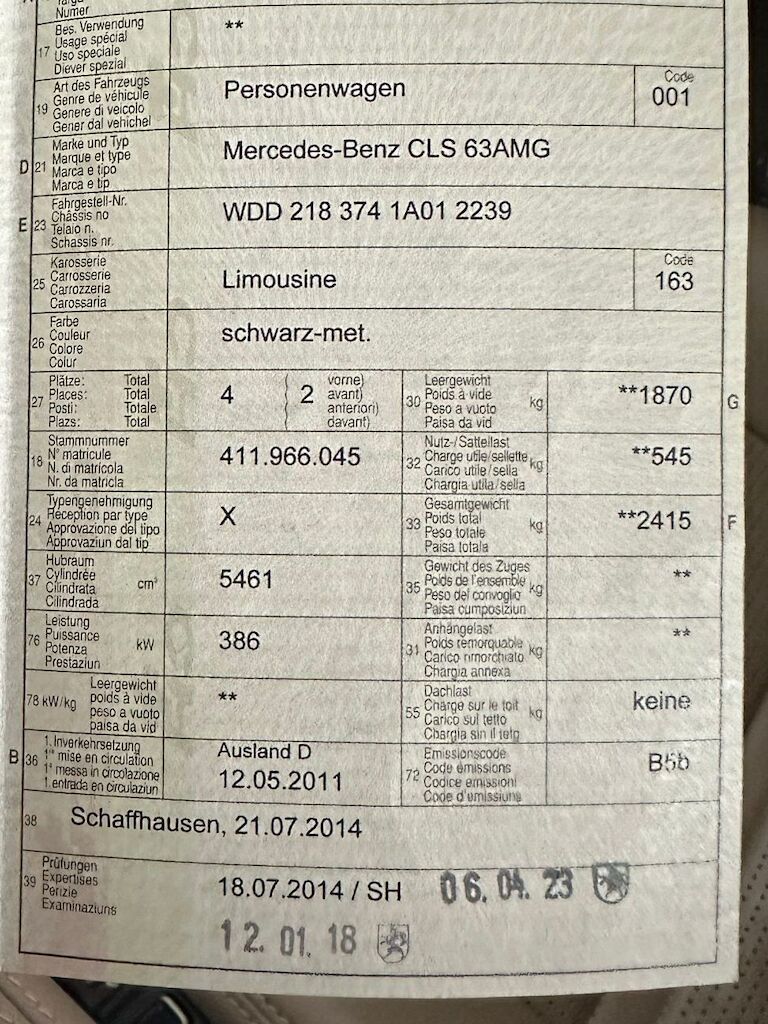 Numer
17 Bes. Verwendung
Usage spécial
Uso speciale
Diever spezial
**
19 Art des Fahrzeugs
Genre de véhicule
Genere di veicolo
Gener dal vehichel
Personenwagen
Code
001
D 21 Marke und Typ
Marque et type
Marca e tipo
Marca e tip
Mercedes-Benz CLS 63AMG
E 23 Fahrgestell-Nr.
Châssis no
Telaio n.
Schassis nr.
WDD 218 374 1A01 2239
25 Karosserie
Carrosserie
Carrozzeria
Carossaria
Limousine
Code
163
26 Farbe
Couleur
Colore
Colur
schwarz-met.
27 Plätze: Total
Places: Total
Posti: Totale
Plazs: Total
4 ( 2 vorne)
( avant)
( anteriori)
( davant)
30 Leergewicht
Poids à vide
Peso a vuoto
Paisa da vid
kg
**1870
G
18 Stammnummer
N° matricule
N. di matricola
Nr. da matricla
411.966.045
32 Nutz-/Sattellast
Charge utile/sellette
Carico utile/sella
Chargia utila/sella
kg
**545
24 Typengenehmigung
Réception par type
Approvazione del tipo
Approvaziun dal tip
X
33 Gesamtgewicht
Poids total
Peso totale
Paisa totala
kg
**2415
F
37 Hubraum
Cylindrée
Cilindrata
Cilindrada
cm³
5461
35 Gewicht des Zuges
Poids de l'ensemble
Peso del convoglio
Paisa cumposiziun
kg
**
76 Leistung
Puissance
Potenza
Prestaziun
kW
386
31 Anhängelast
Poids remorquable
Carico rimorchiato
Chargia annexa
kg
**
78 kW/kg Leergewicht
poids à vide
peso a vuoto
paisa da vid
**
55 Dachlast
Charge sur le toit
Carico sul tetto
Chargia sin il tetg
kg
keine
B 36 1. Inverkehrsetzung
1re mise en circulation
1a messa in circolazione
1. entrada en circulaziun
Ausland D
12.05.2011
72 Emissionscode
Code émissions
Codice emissioni
Code d'emissiuns
B5b
38 Schaffhausen, 21.07.2014
39 Prüfungen
Expertises
Perizie
Examinaziuns
18.07.2014 / SH 06. 04. 23
12. 01. 18